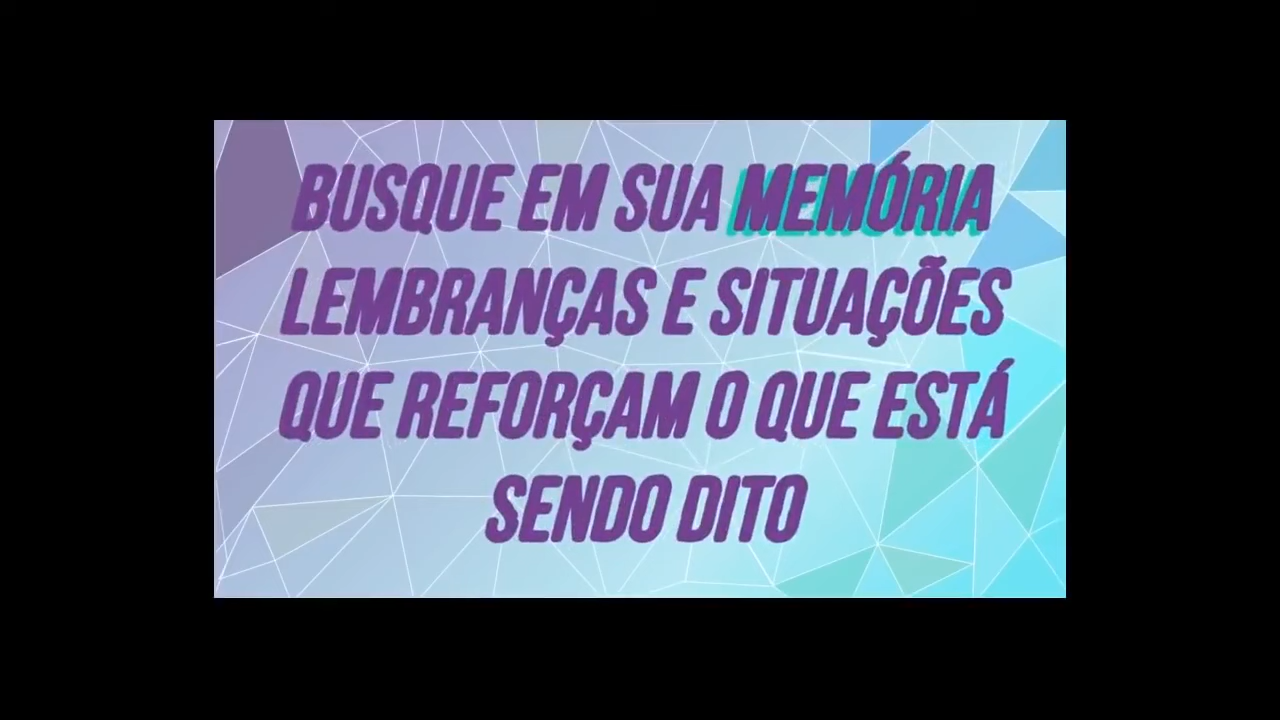 BUSQUE EM SUA MEMÓRIA
LEMBRANÇAS E SITUAÇÕES
QUE REFORÇAM O QUE ESTÁ
SENDO DITO